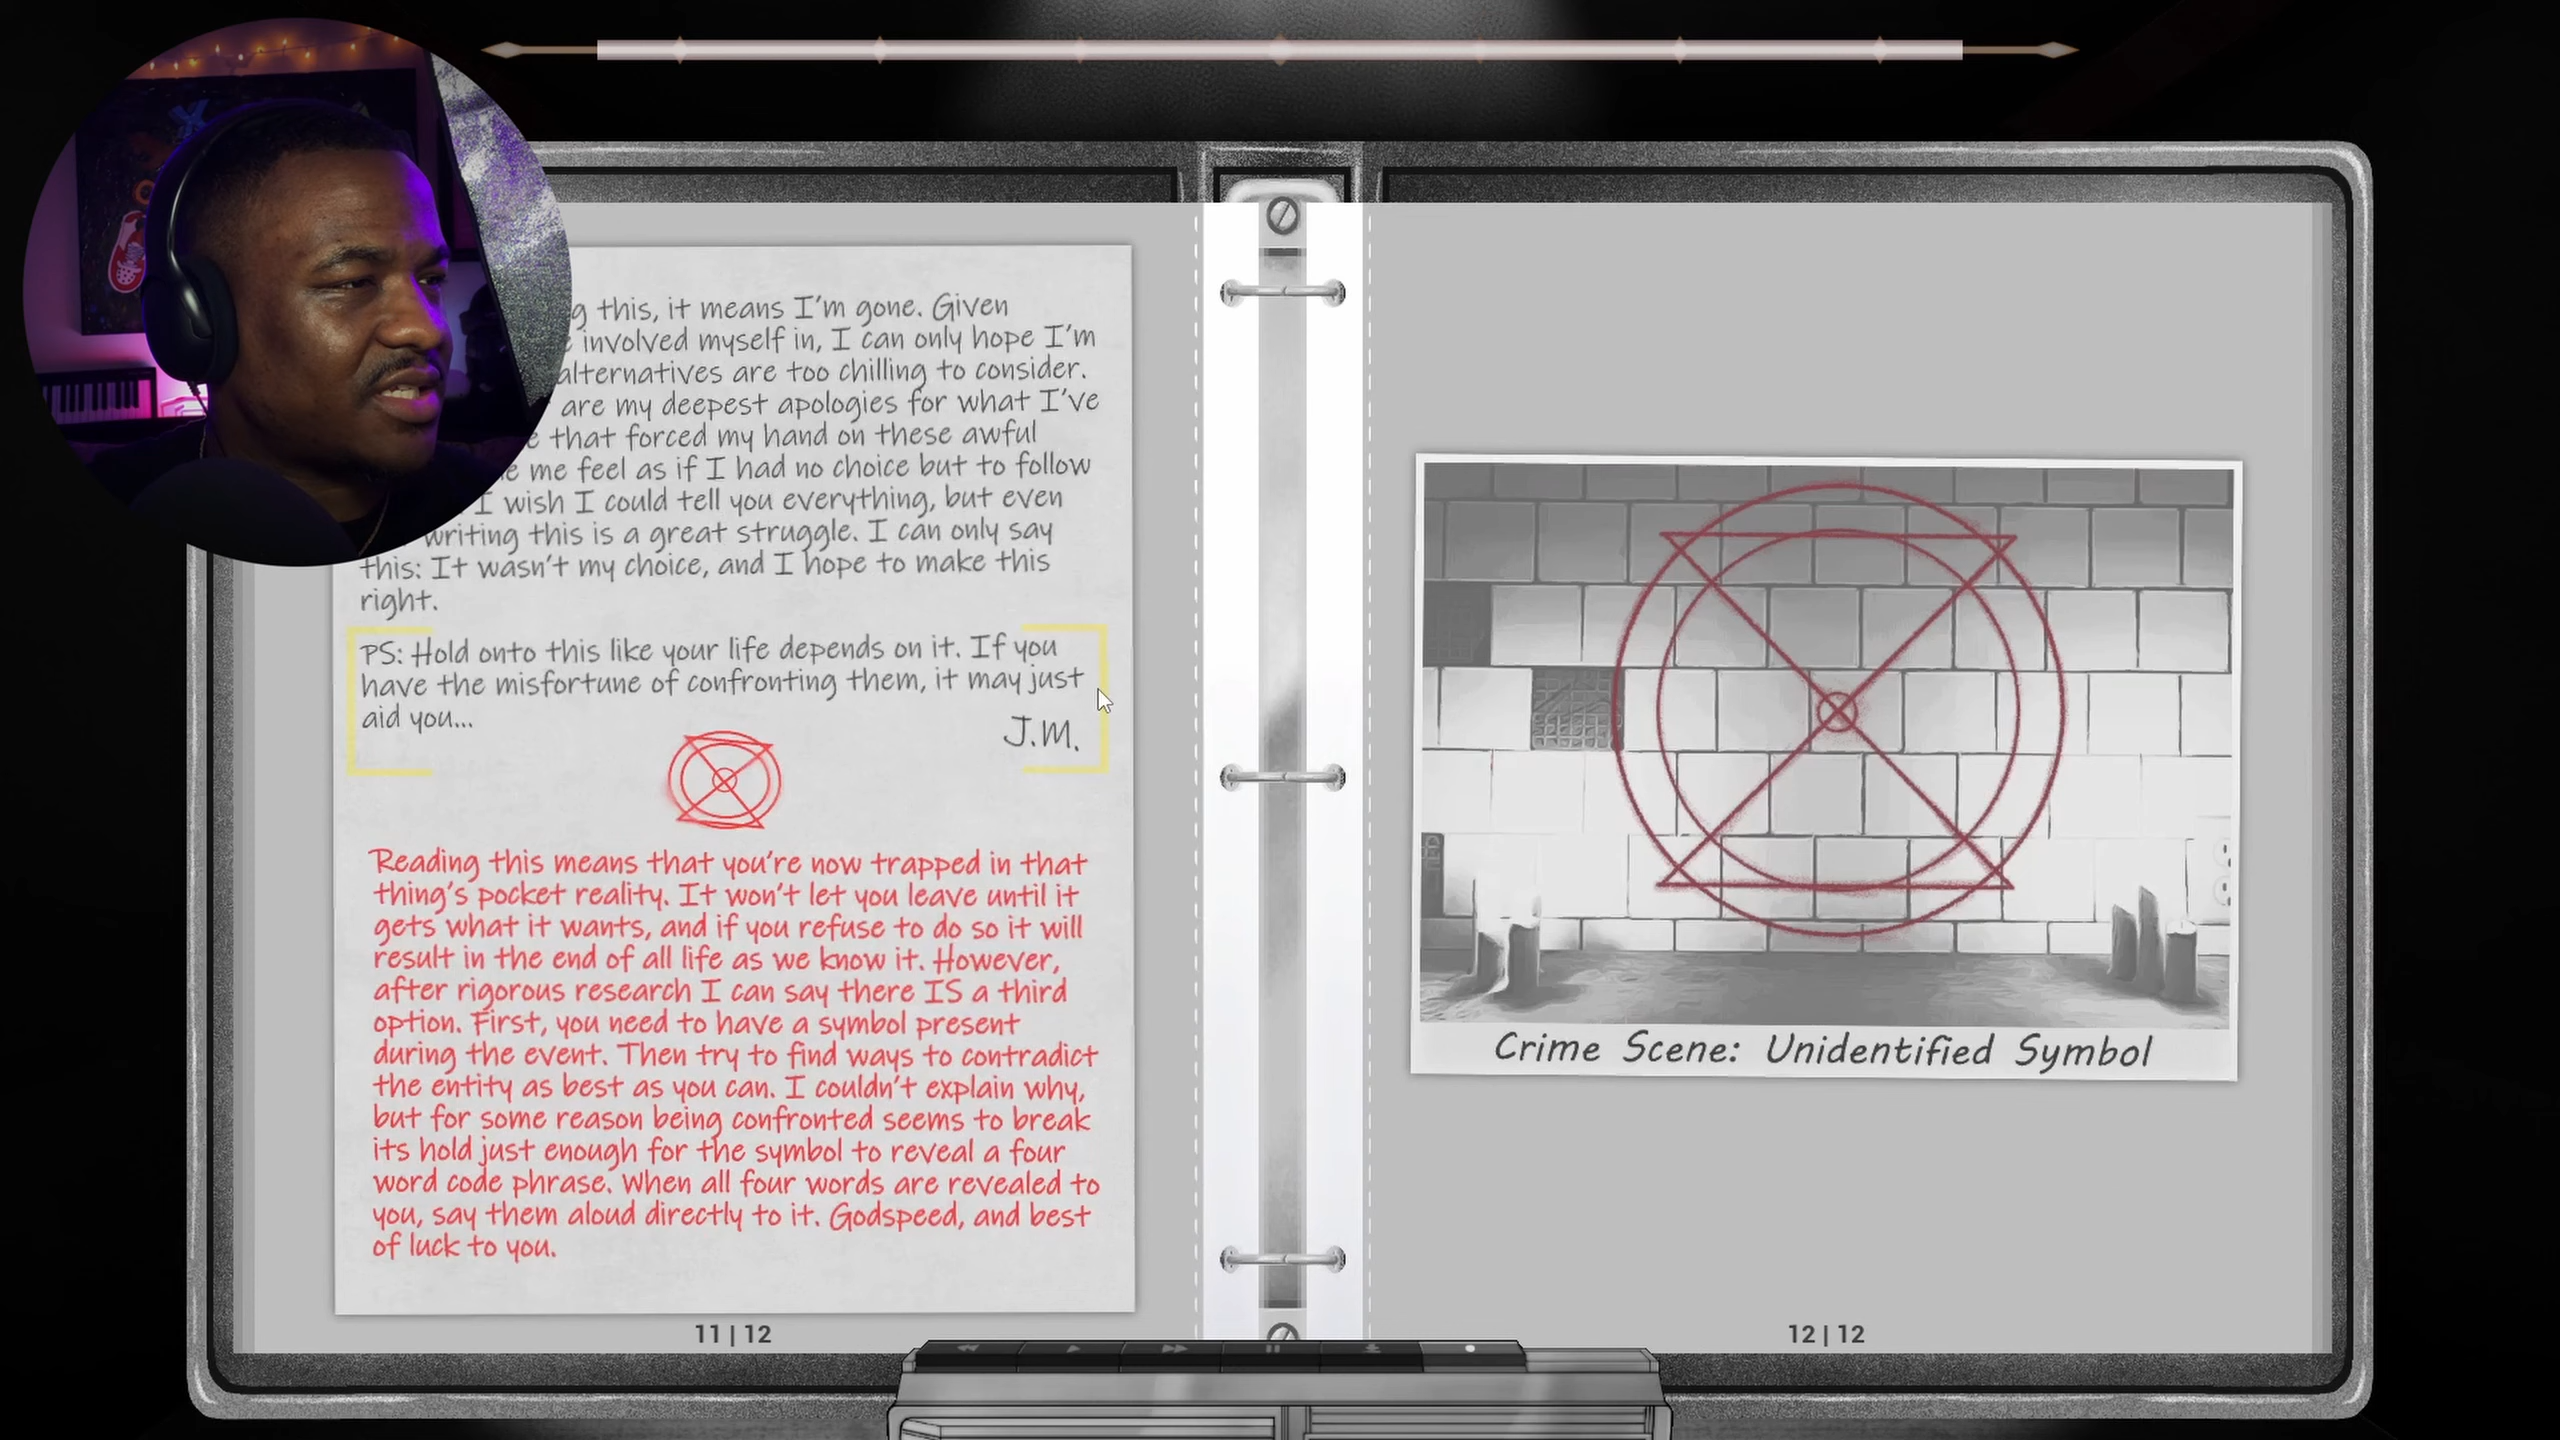 this, it means I'm gone. Given
involved myself in, I can only hope I'm
alternatives are too chilling to consider.
are my deepest apologies for what I've
that forced my hand on these awful
me feel as if I had no choice but to follow
I wish I could tell you everything, but even
writing this is a great struggle. I can only say
this: It wasn't my choice, and I hope to make this
right.
PS: Hold onto this like your life depends on it. If you
have the misfortune of confronting them, it may just
aid you...
J.M.
Reading this means that you're now trapped in that
thing's pocket reality. It won't let you leave until it
gets what it wants, and if you refuse to do so it will
result in the end of all life as we know it. However,
after rigorous research I can say there IS a third
option. First, you need to have a symbol present
during the event. Then try to find ways to contradict
the entity as best as you can. I couldn't explain why,
but for some reason being confronted seems to break
its hold just enough for the symbol to reveal a four
word code phrase. When all four words are revealed to
you, say them aloud directly to it. Godspeed, and best
of luck to you.
11 | 12
Crime Scene: Unidentified Symbol
12 | 12